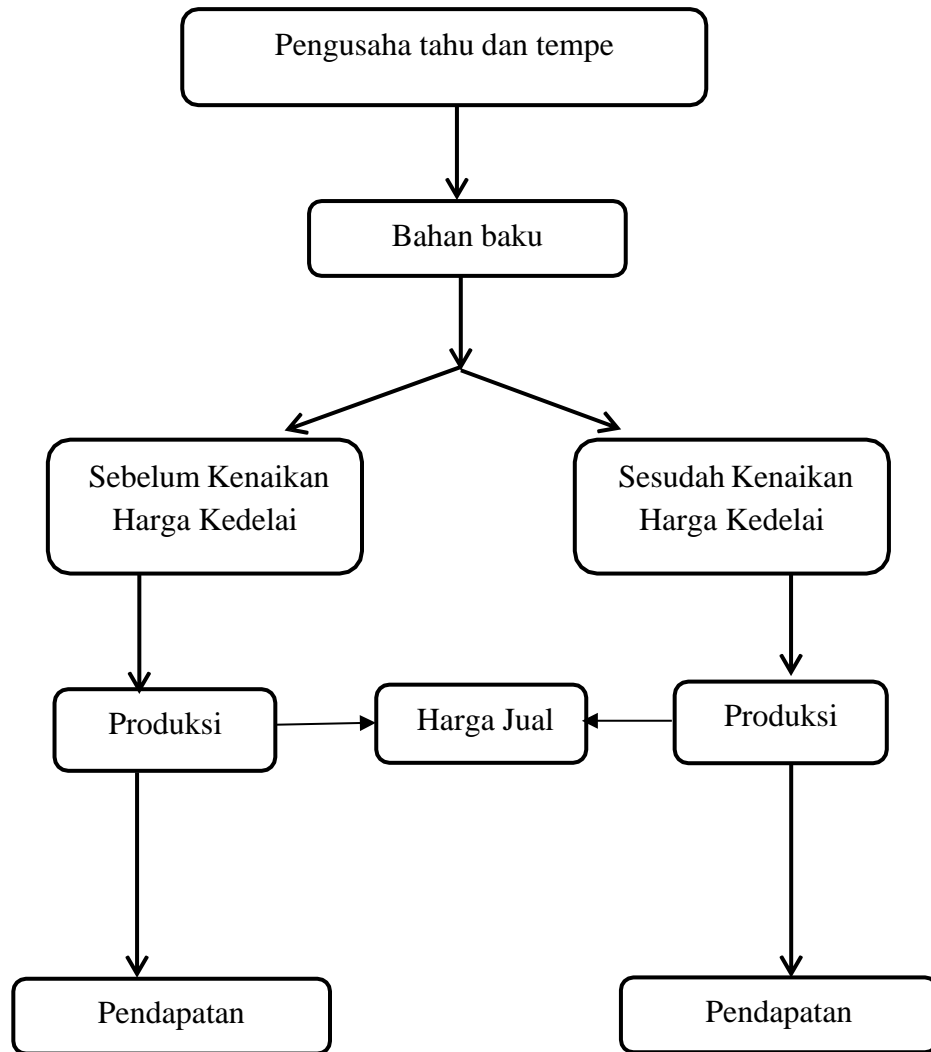 Pengusaha tahu dan tempe
Bahan baku
Sebelum Kenaikan
Harga Kedelai
Sesudah Kenaikan
Harga Kedelai
Produksi
Harga Jual
Produksi
Pendapatan
Pendapatan